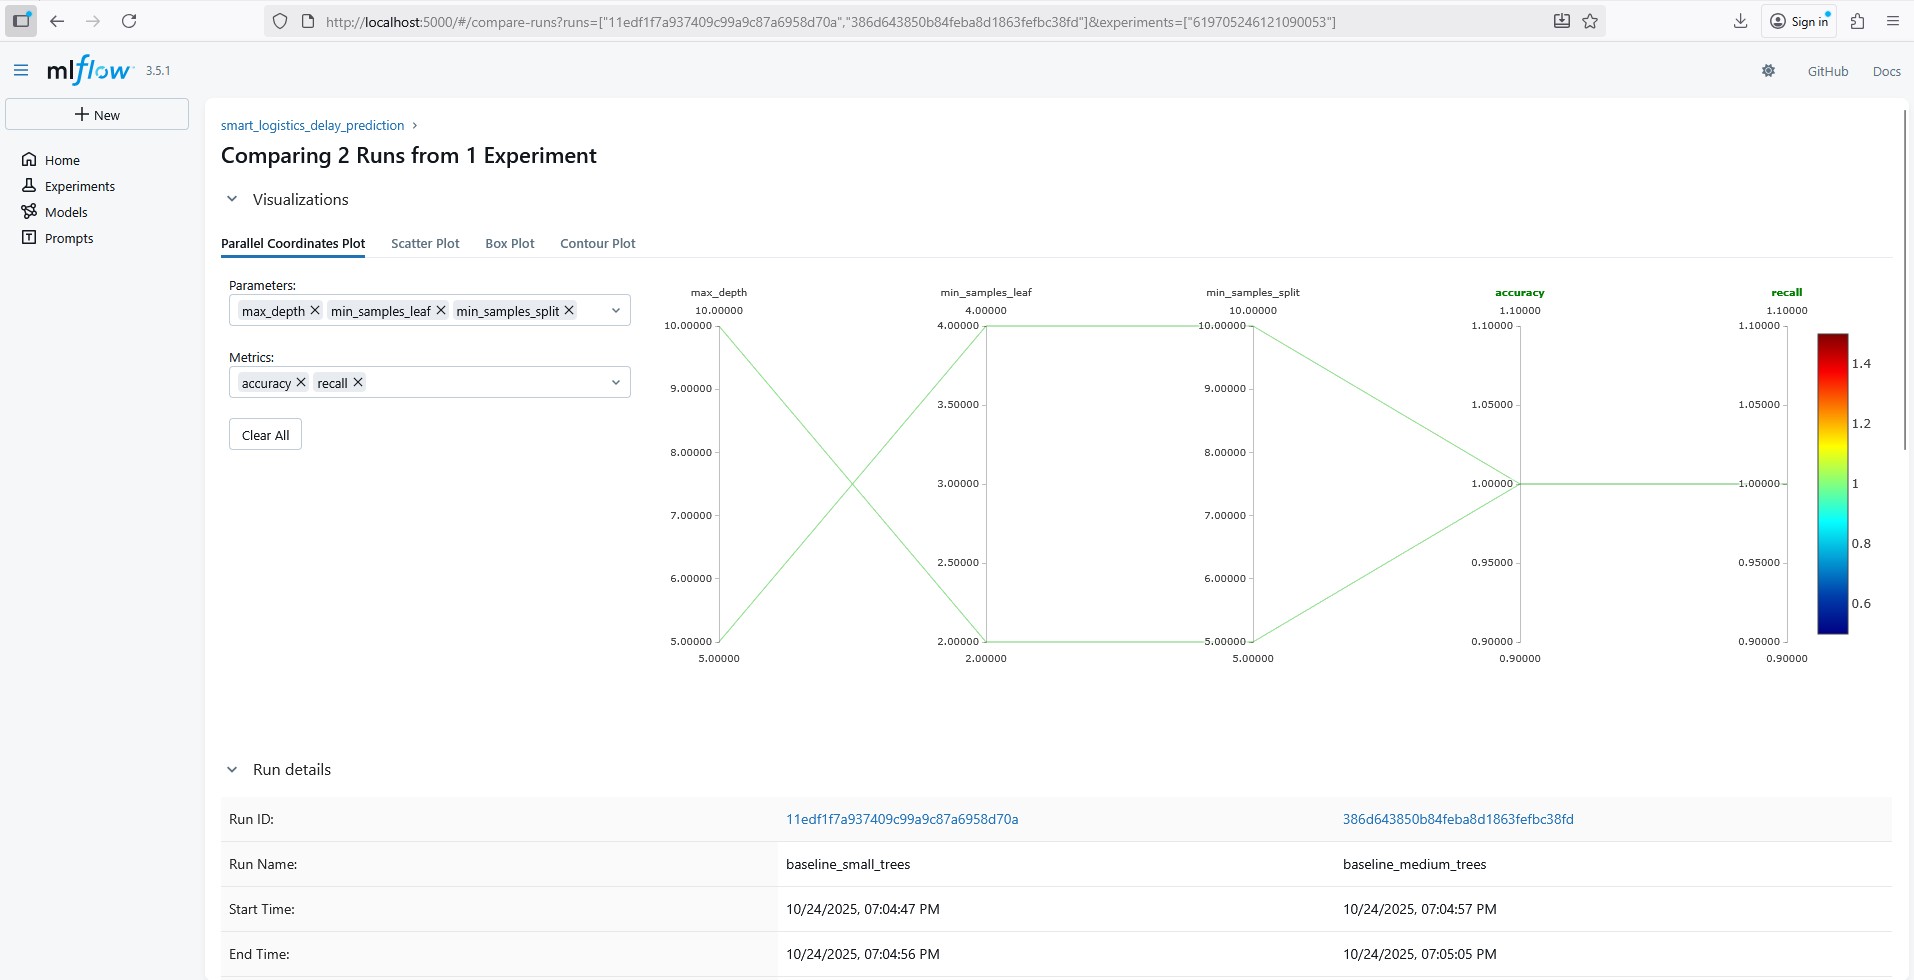 http://localhost:5000/#/compare-runs?runs=["11edf1f7a937409c99a9c87a6958d70a","386d643850b84feba8d1863fefbc38fd"]&experiments=["619705246121090053"]
Sign in
mlflow 3.5.1
GitHub
Docs
New
Home
Experiments
Models
Prompts
smart_logistics_delay_prediction
Comparing 2 Runs from 1 Experiment
Visualizations
Parallel Coordinates Plot Scatter Plot Box Plot Contour Plot
Parameters:
max_depth min_samples_leaf min_samples_split
Metrics:
accuracy recall
Clear All
max_depth
10.00000
10.00000
9.00000
8.00000
7.00000
6.00000
5.00000
5.00000
min_samples_leaf
4.00000
4.00000
3.50000
3.00000
2.50000
2.00000
2.00000
min_samples_split
10.00000
10.00000
9.00000
8.00000
7.00000
6.00000
5.00000
5.00000
accuracy
1.10000
1.10000
1.05000
1.00000
0.95000
0.90000
0.90000
recall
1.10000
1.10000
1.05000
1.00000
0.95000
0.90000
0.90000
1.4
1.2
1
0.8
0.6
Run details
Run ID: 11edf1f7a937409c99a9c87a6958d70a 386d643850b84feba8d1863fefbc38fd
Run Name: baseline_small_trees baseline_medium_trees
Start Time: 10/24/2025, 07:04:47 PM 10/24/2025, 07:04:57 PM
End Time: 10/24/2025, 07:04:56 PM 10/24/2025, 07:05:05 PM